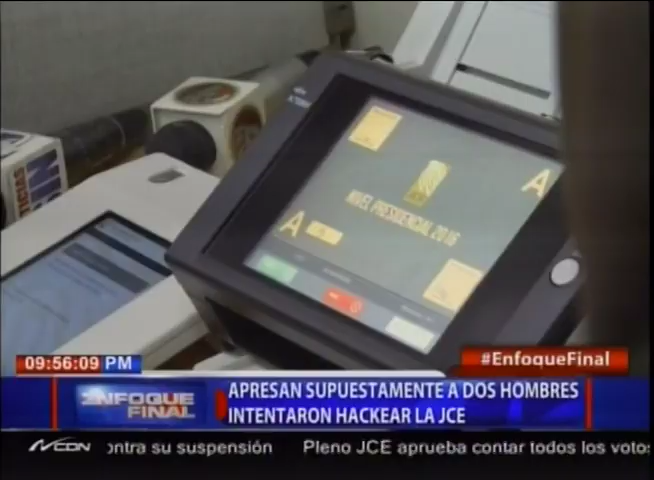 A
NIVEL PRESIDENCIAL 2016
A
#EnfoqueFinal
09:56:09 PM
ENFOQUE
FINAL
APRESAN SUPUESTAMENTE A DOS HOMBRES
INTENTARON HACKEAR LA JCE
CDN ontra su suspensión Pleno JCE aprueba contar todos los votos